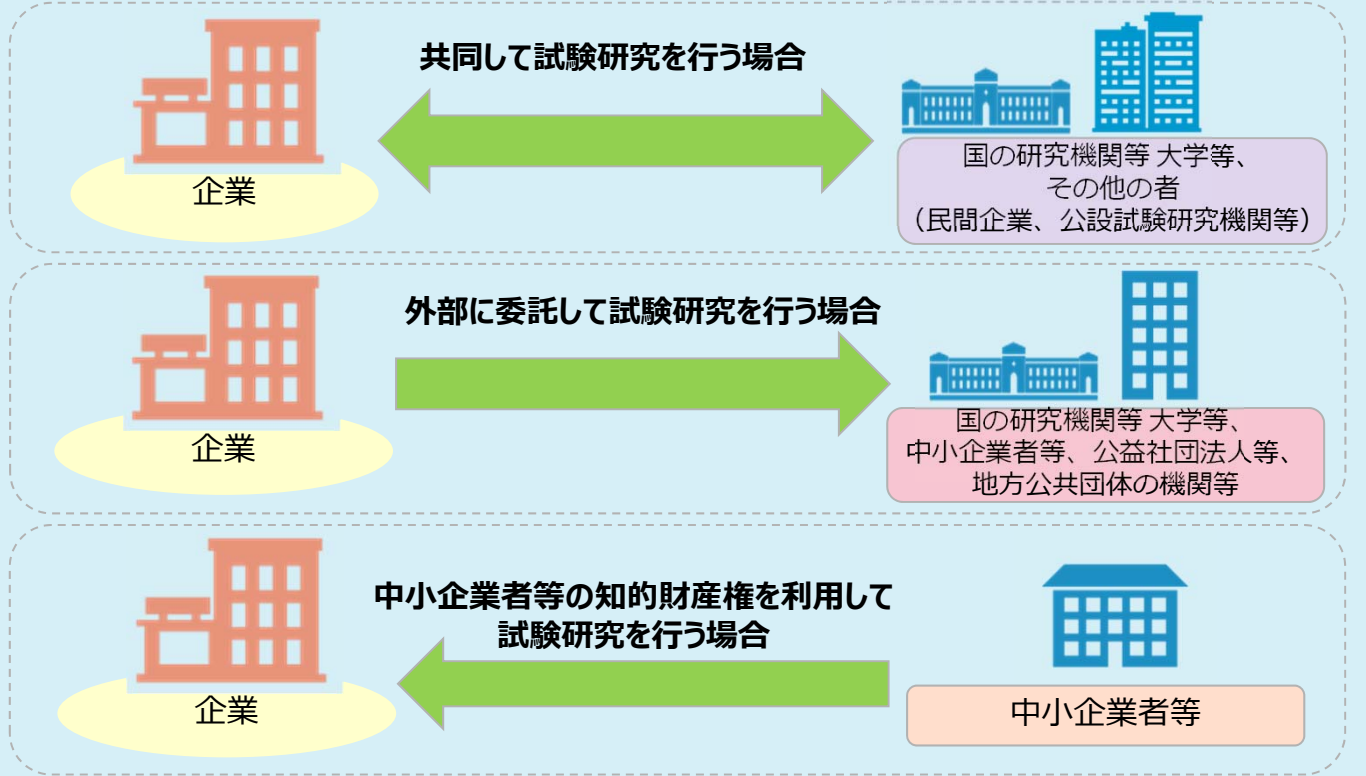 共同して試験研究を行う場合
企業
国の研究機関等 大学等、
その他の者
（民間企業、公設試験研究機関等）
外部に委託して試験研究を行う場合
企業
国の研究機関等 大学等、
中小企業者等、公益社団法人等、
地方公共団体の機関等
中小企業者等の知的財産権を利用して
試験研究を行う場合
企業
中小企業者等